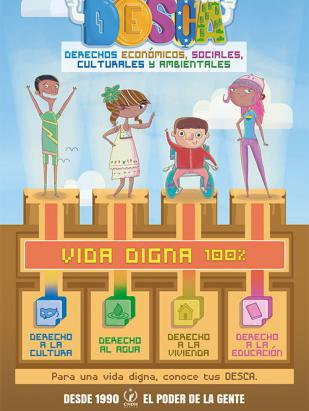 DESCA
DERECHOS ECONÓMICOS, SOCIALES,
CULTURALES Y AMBIENTALES
VIDA DIGNA 100%
DERECHO
A LA
CULTURA
DERECHO
AL AGUA
DERECHO
A LA
VIVIENDA
DERECHO
A LA
EDUCACIÓN
Para una vida digna, conoce tus DESCA.
DESDE 1990 CNDH EL PODER DE LA GENTE